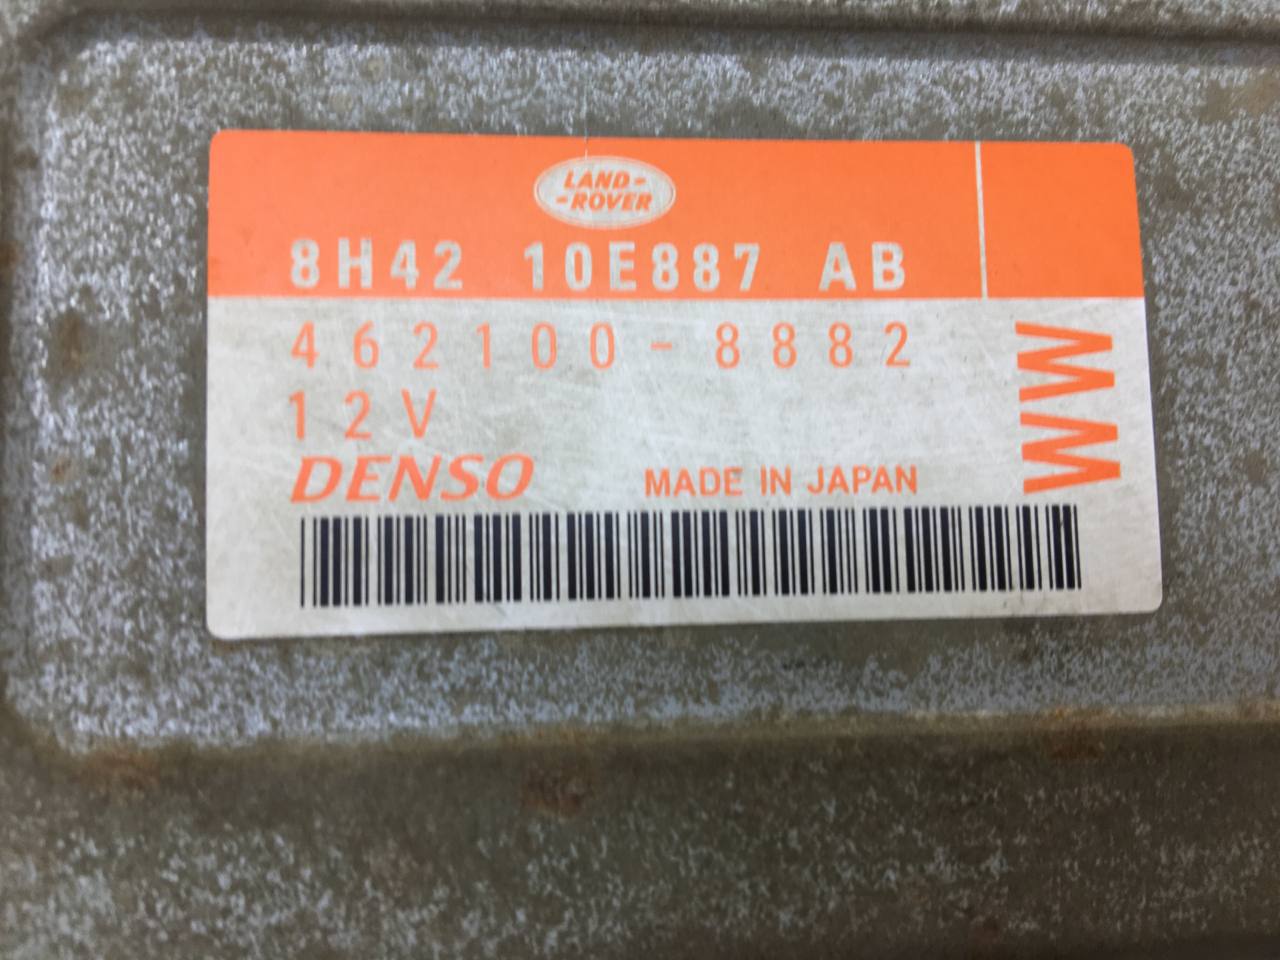 LAND-
-ROVER
8H42 10E887 AB
462100-8882
12V
DENSO MADE IN JAPAN
WW